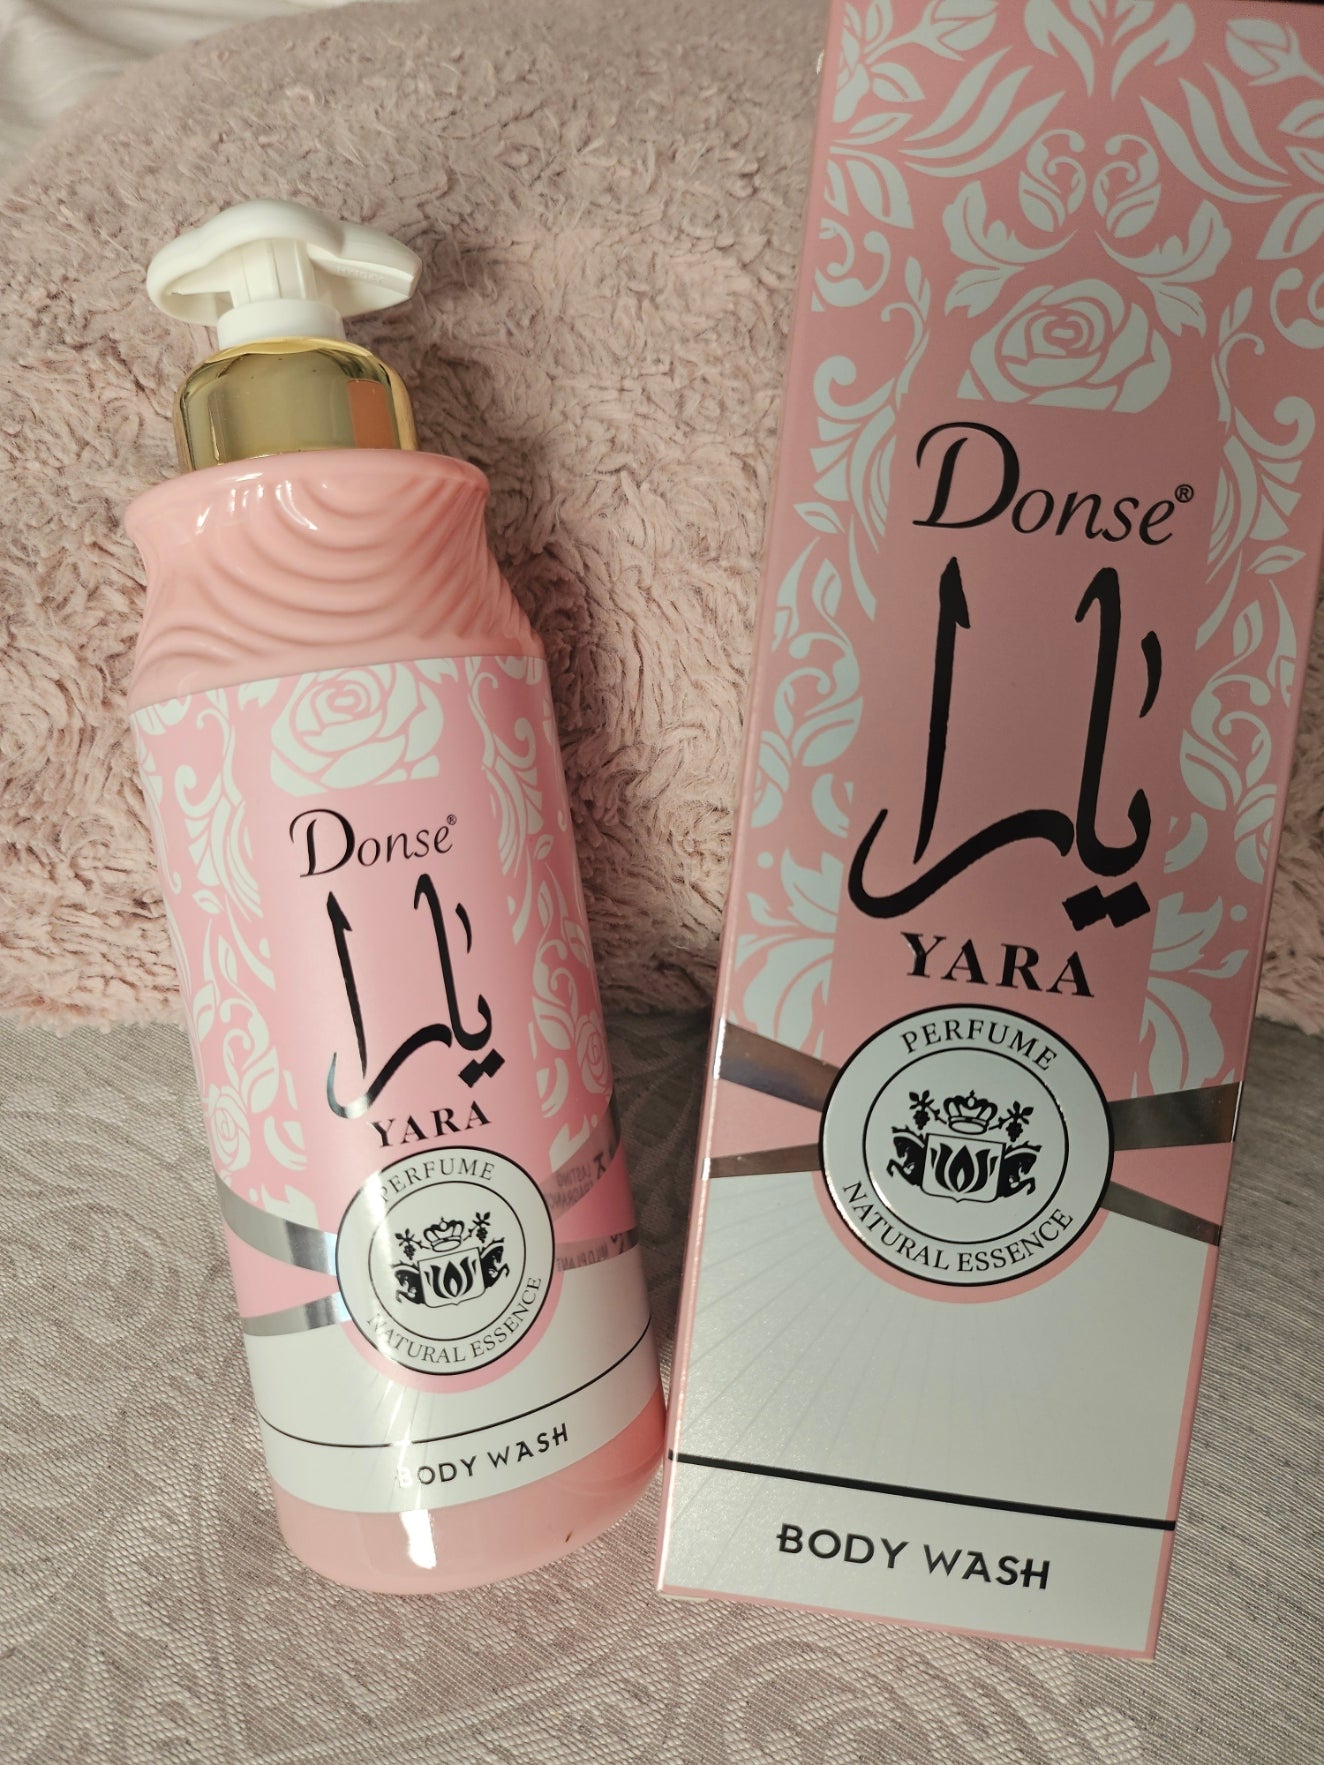 Donse®
يارا
YARA
PERFUME
NATURAL ESSENCE
BODY WASH
Donse®
يارا
YARA
PERFUME
NATURAL ESSENCE
BODY WASH